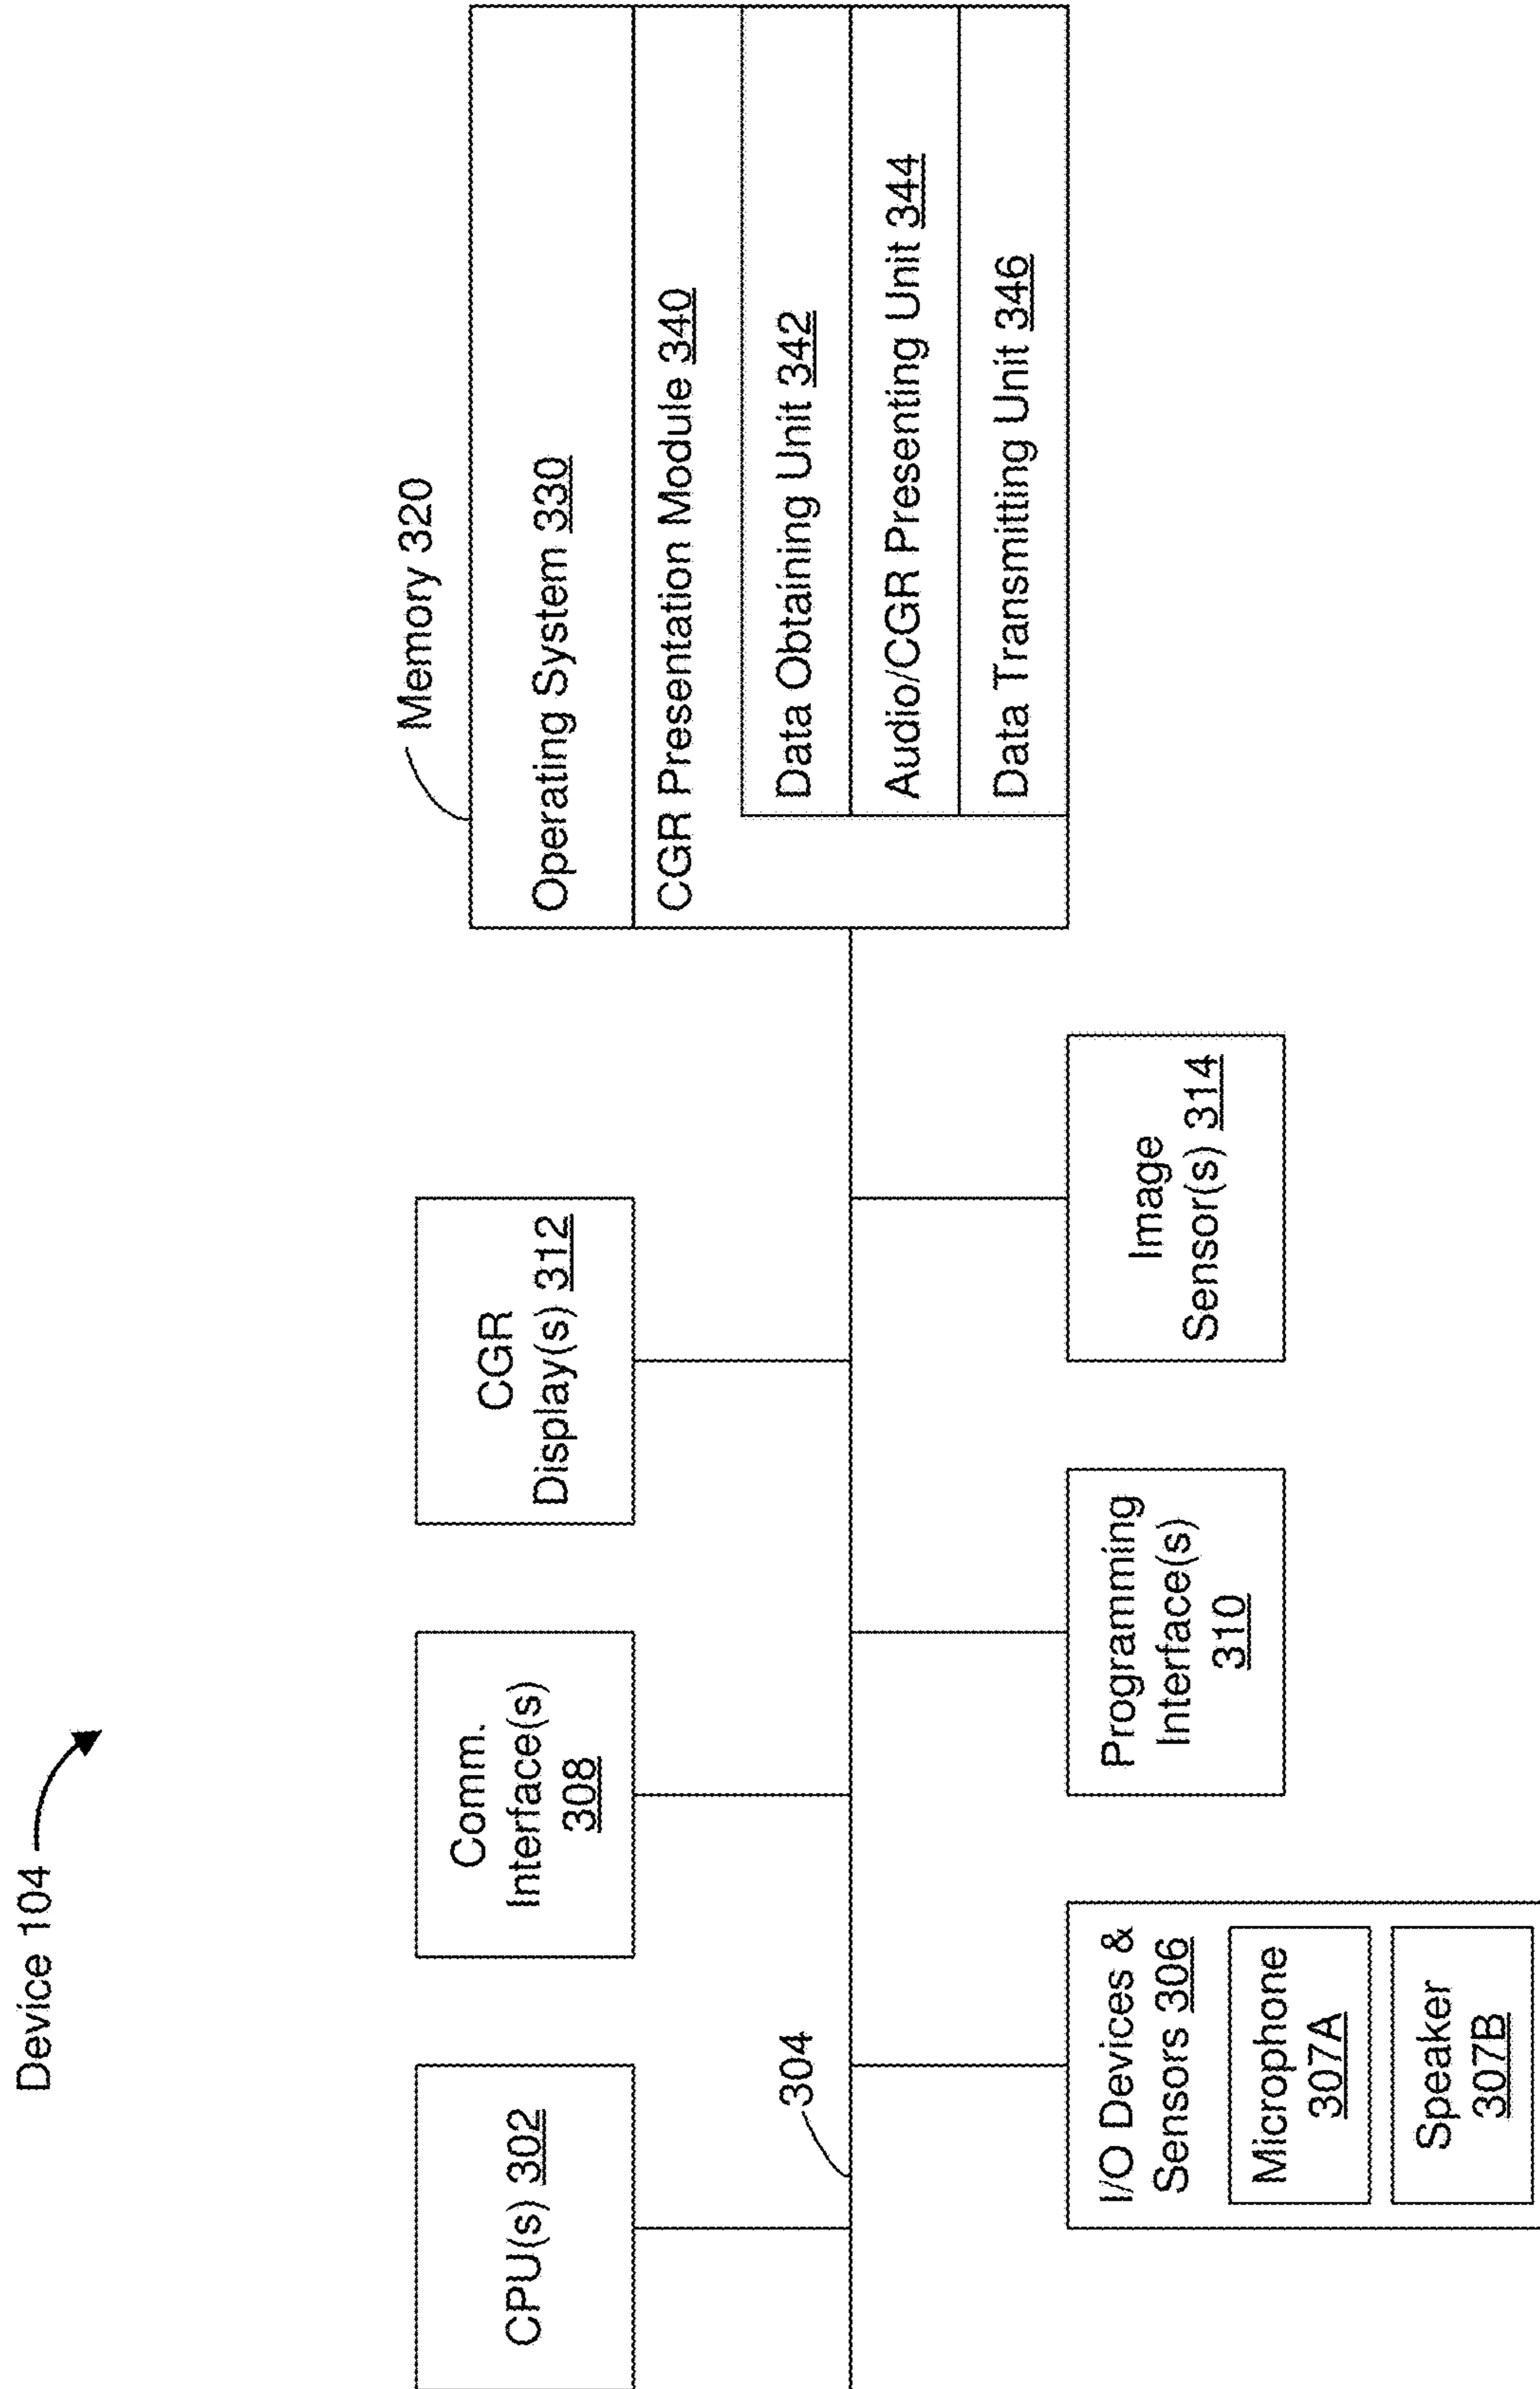 Device 104
CPU(s) 302
Comm.
Interface(s)
308
CGR
Display(s) 312
Memory 320
Operating System 330
CGR Presentation Module 340
Data Obtaining Unit 342
Audio/CGR Presenting Unit 344
Data Transmitting Unit 346
304
I/O Devices &
Sensors 306
Microphone
307A
Speaker
307B
Programming
Interface(s)
310
Image
Sensor(s) 314